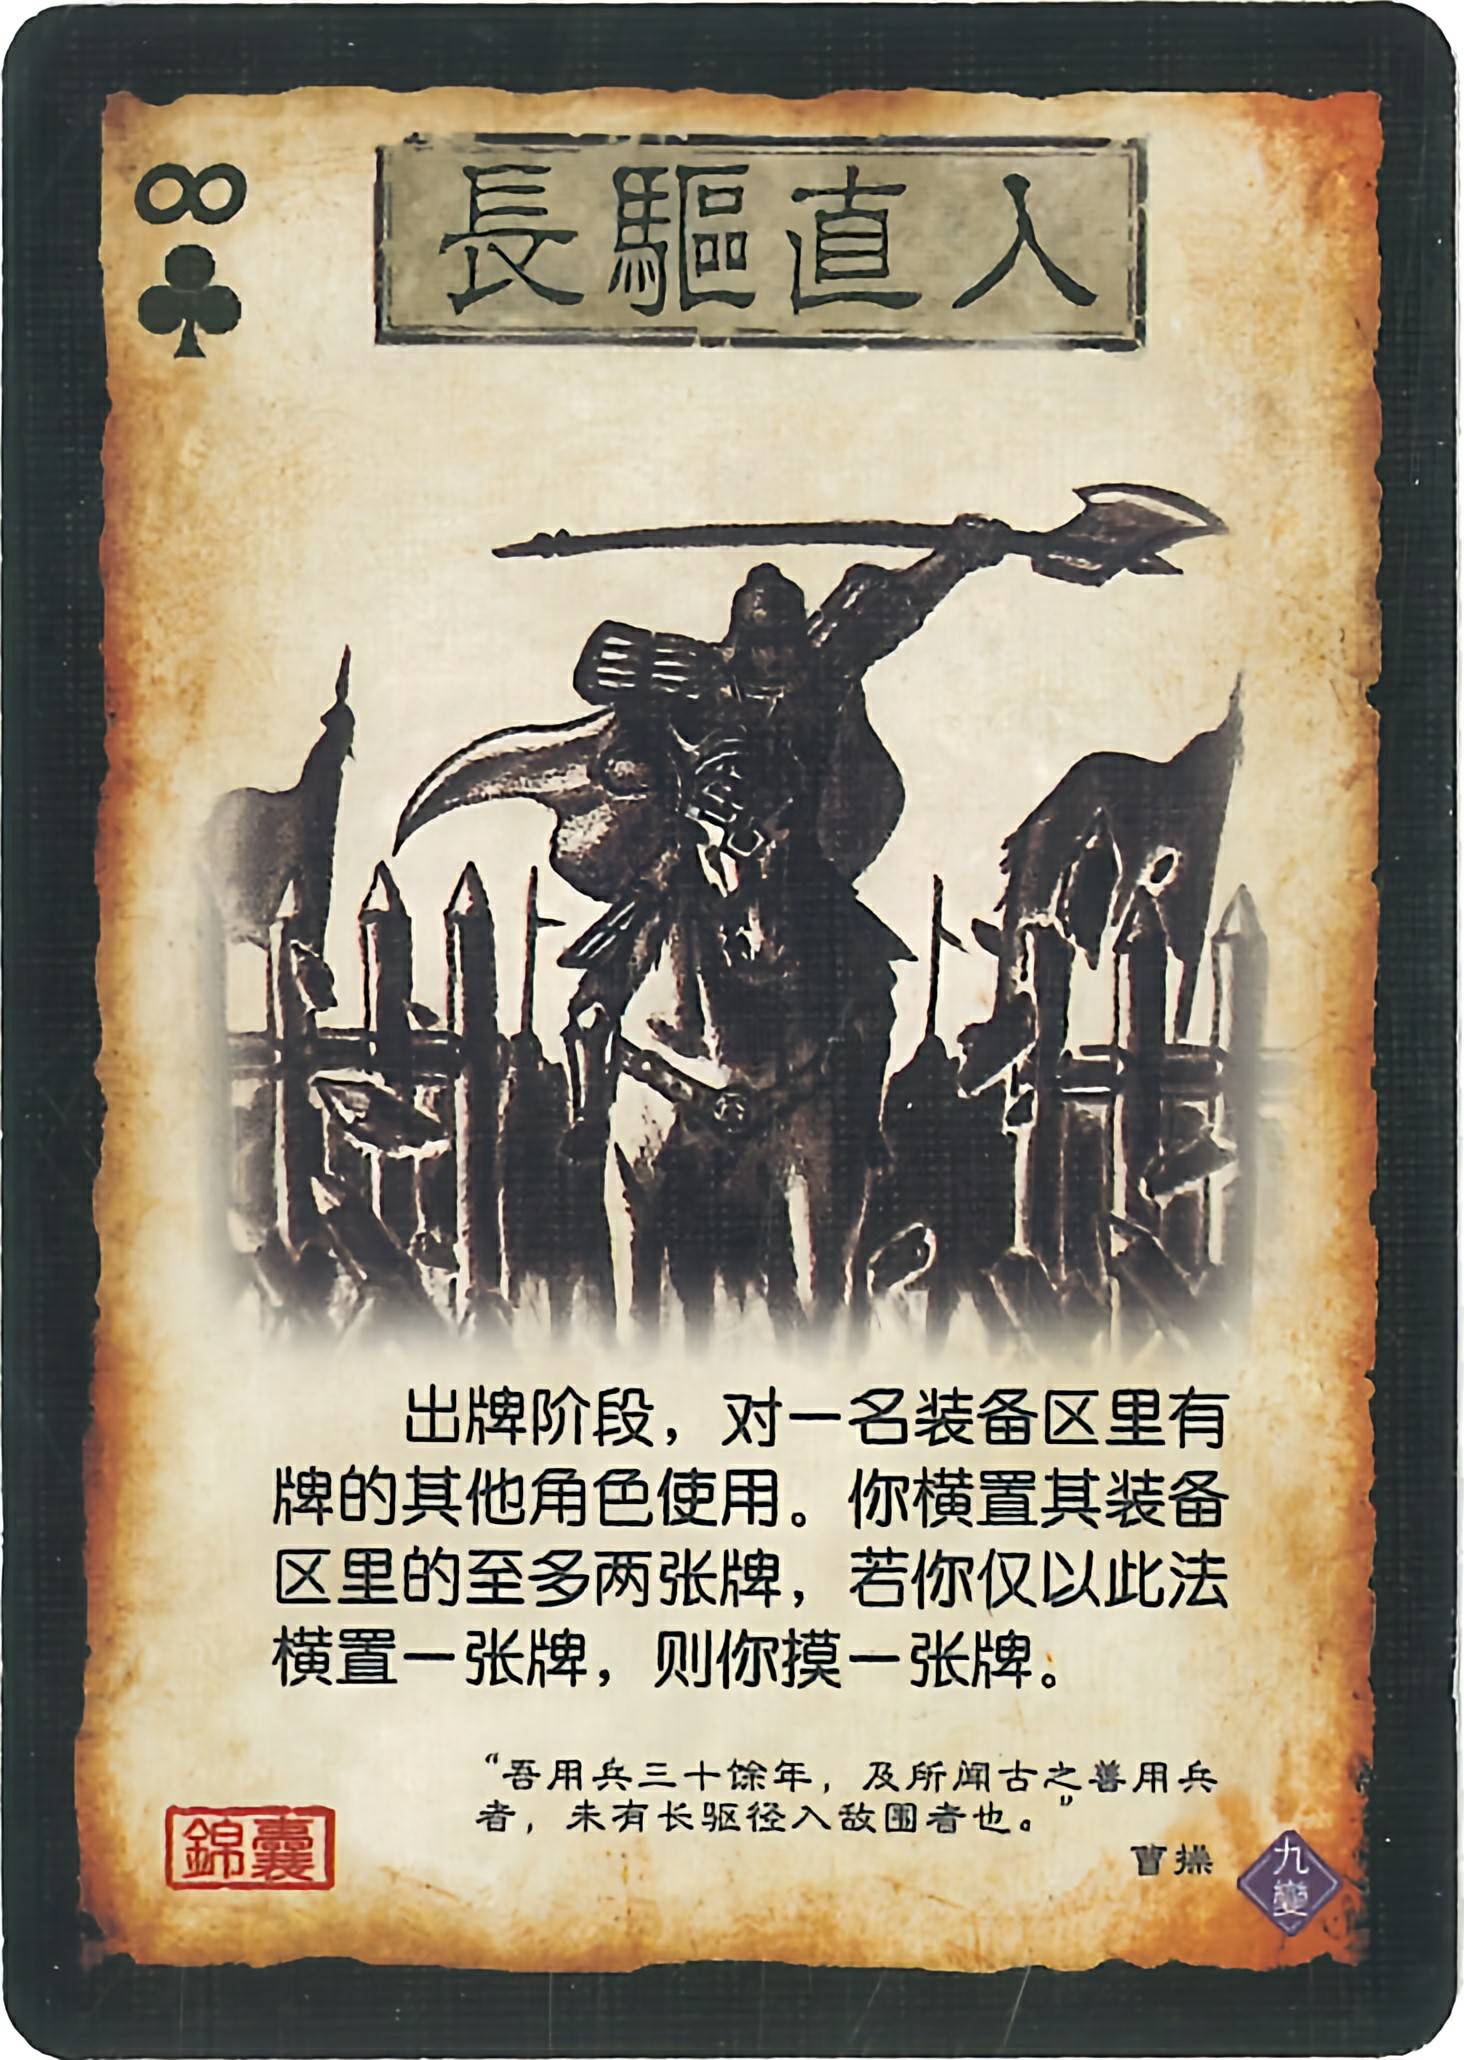 8
長驅直入
出牌阶段，对一名装备区里有
牌的其他角色使用。你横置其装备
区里的至多两张牌，若你仅以此法
横置一张牌，则你摸一张牌。
“吾用兵三十馀年，及所闻古之善用兵
者，未有长驱径入敌围者也。”
曹操
錦囊
九
變